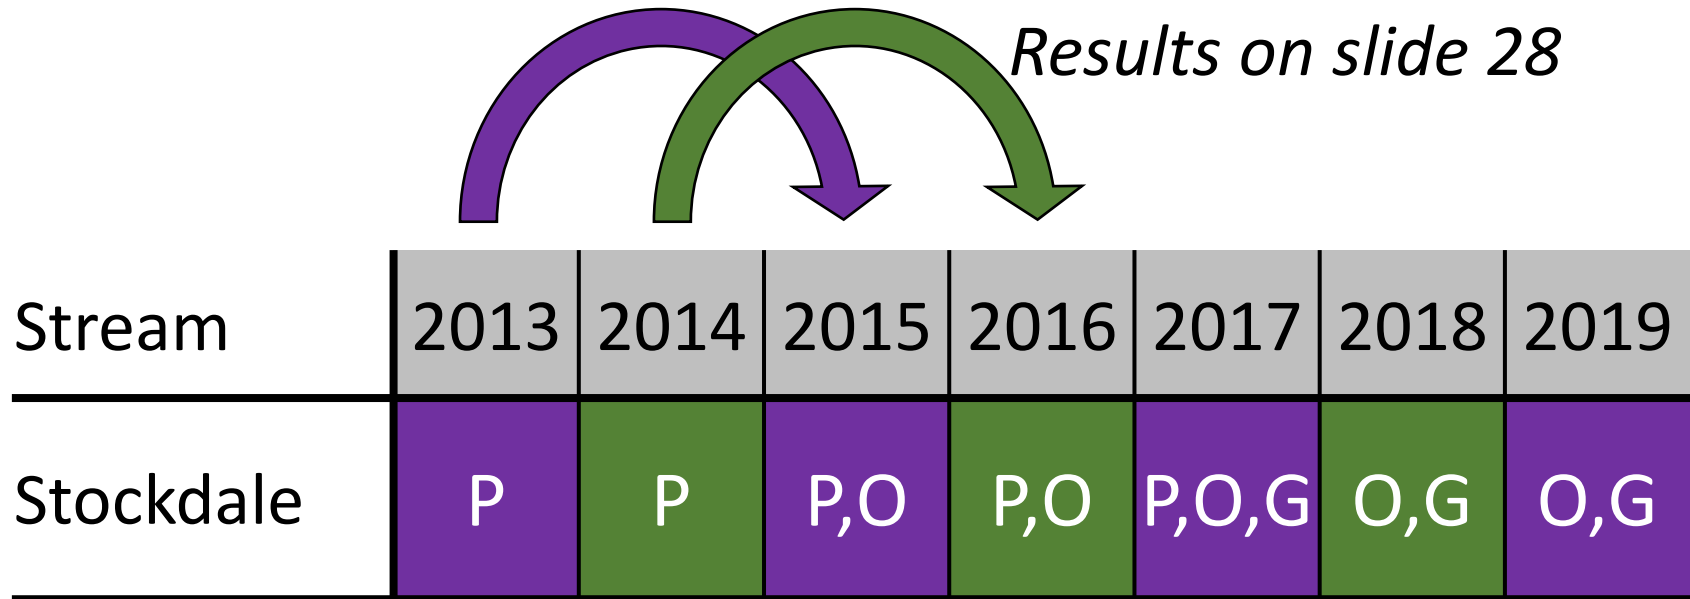 Results on slide 28
Stream 2013 2014 2015 2016 2017 2018 2019
Stockdale P P P,O P,O P,O,G O,G O,G